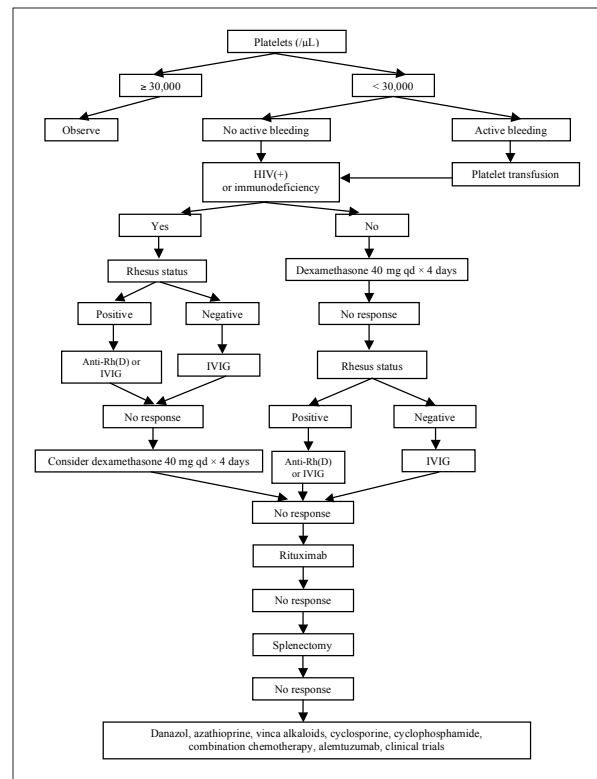 Platelets (/μL)
≥ 30,000
< 30,000
Observe
No active bleeding
Active bleeding
HIV(+)
or immunodeficiency
Platelet transfusion
Yes
No
Rhesus status
Dexamethasone 40 mg qd × 4 days
Positive
Negative
No response
Anti-Rh(D) or
IVIG
IVIG
Rhesus status
No response
Positive
Negative
Consider dexamethasone 40 mg qd × 4 days
Anti-Rh(D)
or IVIG
IVIG
No response
Rituximab
No response
Splenectomy
No response
Danazol, azathioprine, vinca alkaloids, cyclosporine, cyclophosphamide,
combination chemotherapy, alemtuzumab, clinical trials